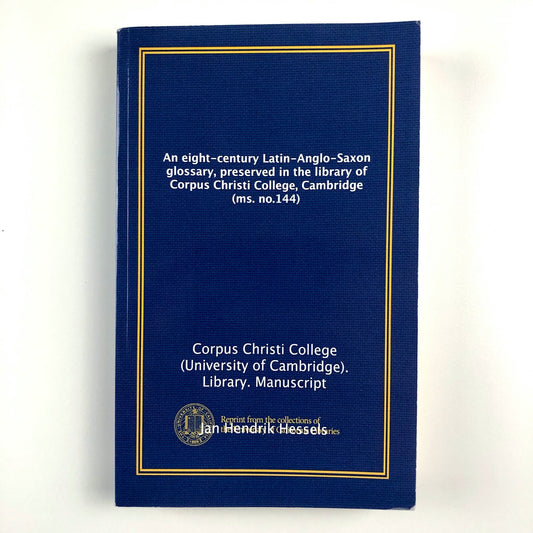 An eight-century Latin-Anglo-Saxon
glossary, preserved in the library of
Corpus Christi College, Cambridge
(ms. no.144)
Corpus Christi College
(University of Cambridge).
Library. Manuscript
Reprint from the collections of
Jan Hendrik Hessels